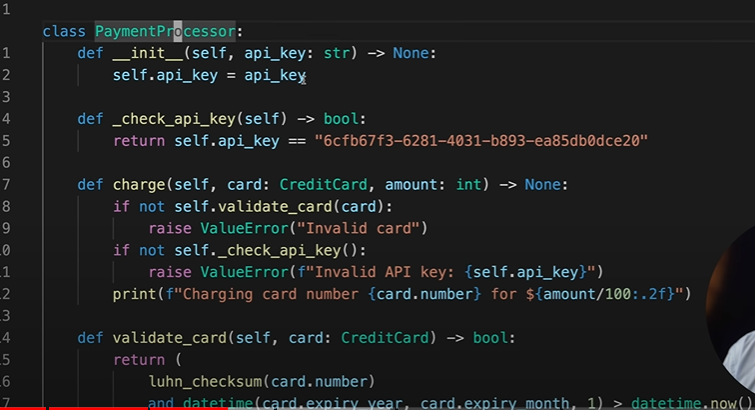 1
class PaymentProcessor:
1 def __init__(self, api_key: str) -> None:
2 self.api_key = api_key
3
4 def _check_api_key(self) -> bool:
5 return self.api_key == "6cfb67f3-6281-4031-b893-ea85db0dce20"
6
7 def charge(self, card: CreditCard, amount: int) -> None:
8 if not self.validate_card(card):
9 raise ValueError("Invalid card")
0 if not self._check_api_key():
1 raise ValueError(f"Invalid API key: {self.api_key}")
2 print(f"Charging card number {card.number} for ${amount/100:.2f}")
3
4 def validate_card(self, card: CreditCard) -> bool:
5 return (
6 luhn_checksum(card.number)
7 and datetime(card.expiry_year, card.expiry_month, 1) > datetime.now()